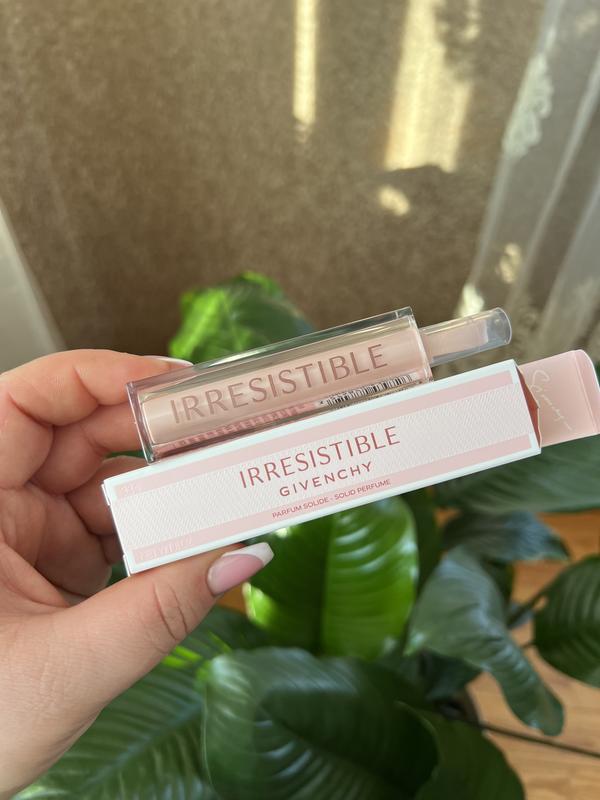 IRRESISTIBLE
IRRESISTIBLE
GIVENCHY
PARFUM SOLIDE - SOLID PERFUME